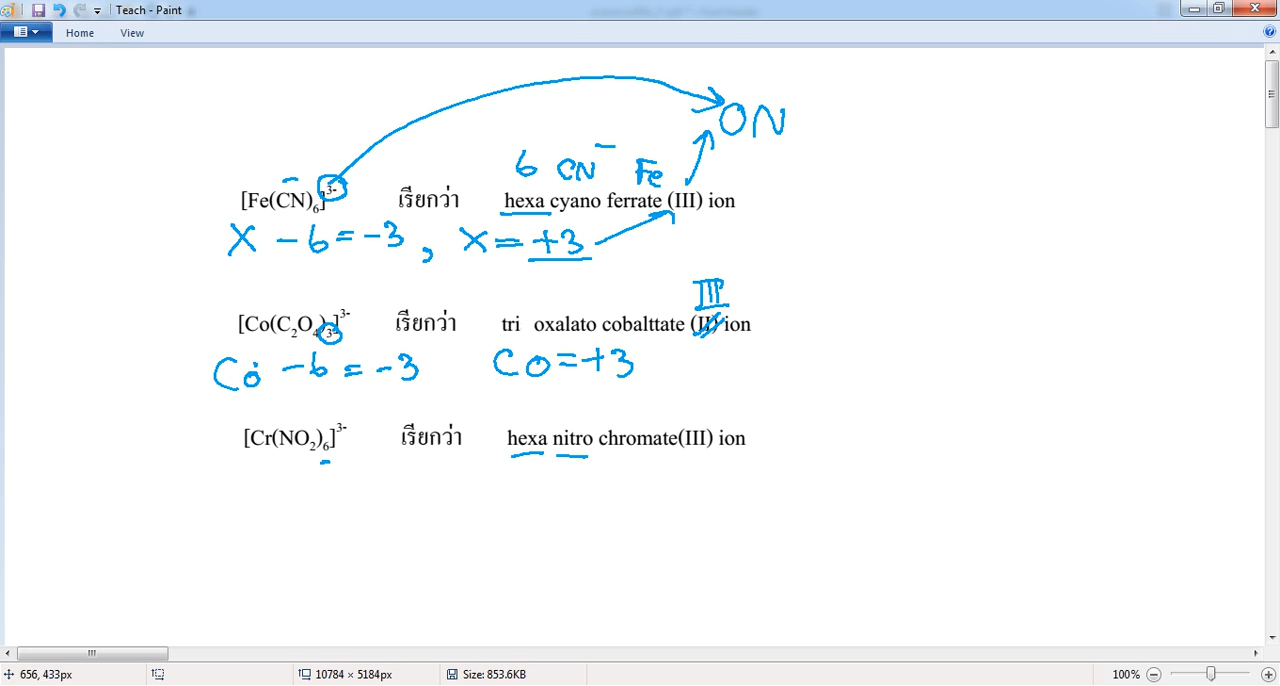 Teach - Paint
Home View
ON
6 CN⁻ Fe
[Fe(CN)₆]³⁻ เรียกว่า hexa cyano ferrate (III) ion
X - 6 = -3, X = +3
III
[Co(C₂O₄)₃]³⁻ เรียกว่า tri oxalato cobalttate (II) ion
Co - 6 = -3 CO = +3
[Cr(NO₂)₆]³⁻ เรียกว่า hexa nitro chromate(III) ion
656, 433px 10784 × 5184px Size: 853.6KB 100%